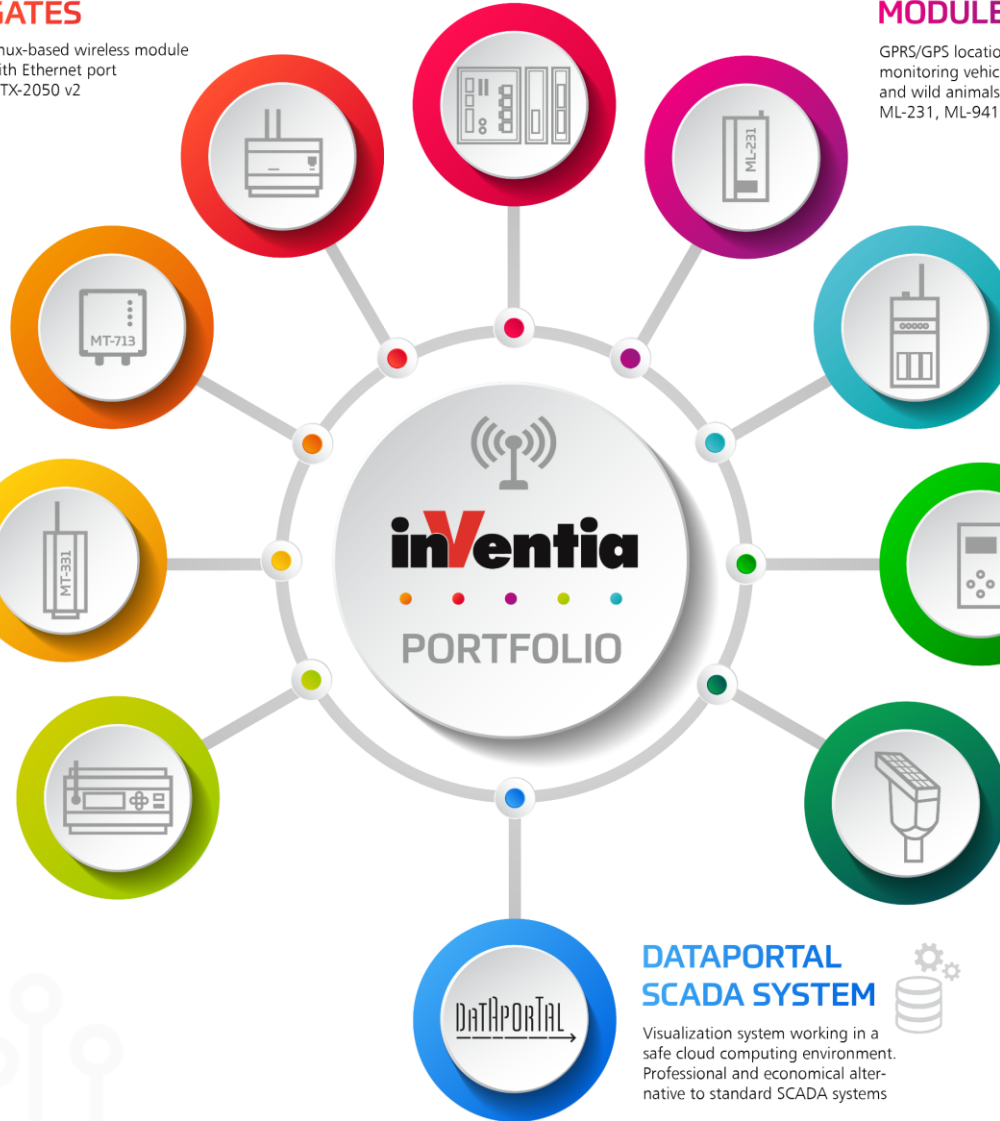 GATES
nux-based wireless module
ith Ethernet port
TX-2050 v2
MODULE
GPRS/GPS locatio
monitoring vehic
and wild animals
ML-231, ML-941
ML-231
MT-713
MT-331
inVentia
PORTFOLIO
DATAPORTAL
DATAPORTAL
SCADA SYSTEM
Visualization system working in a
safe cloud computing environment.
Professional and economical alter-
native to standard SCADA systems